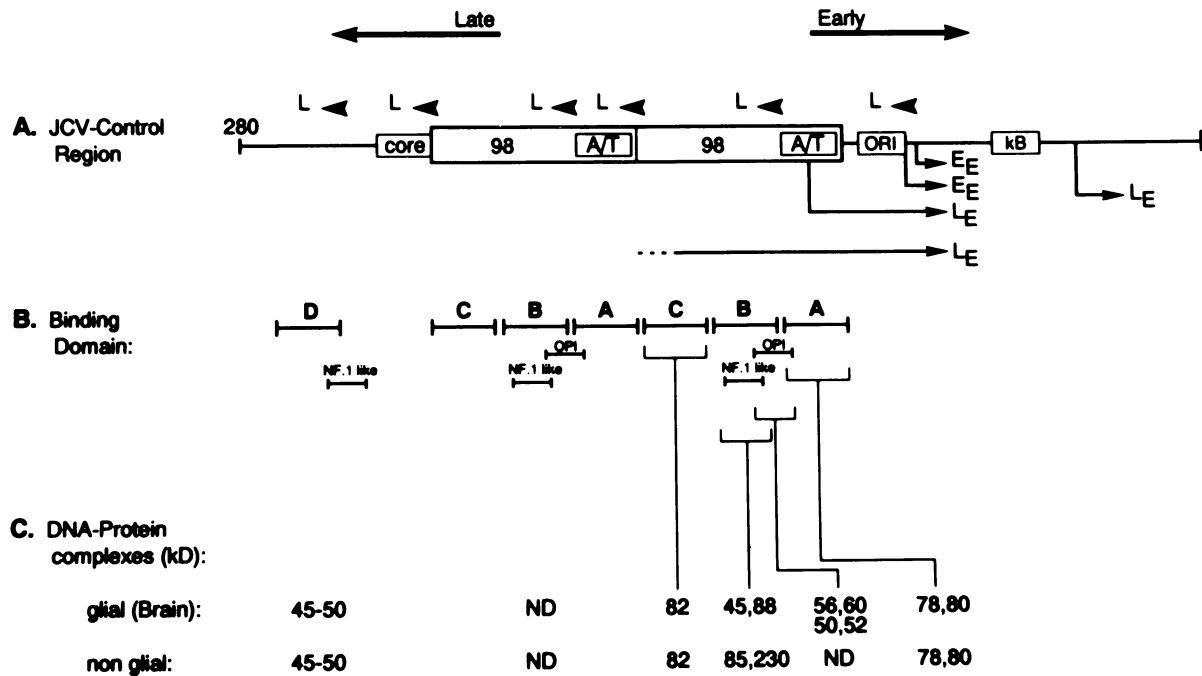 Late Early
L L L L L L
A. JCV-Control
Region
280
core 98 A/T 98 A/T ORI kB
EE
EE
LE
LE
LE
B. Binding
Domain:
D C B A C B A
OPI OPI
NF.1 like NF.1 like NF.1 like
C. DNA-Protein
complexes (kD):
glial (Brain): 45-50 ND 82 45,88 56,60 78,80
50,52
non glial: 45-50 ND 82 85,230 ND 78,80